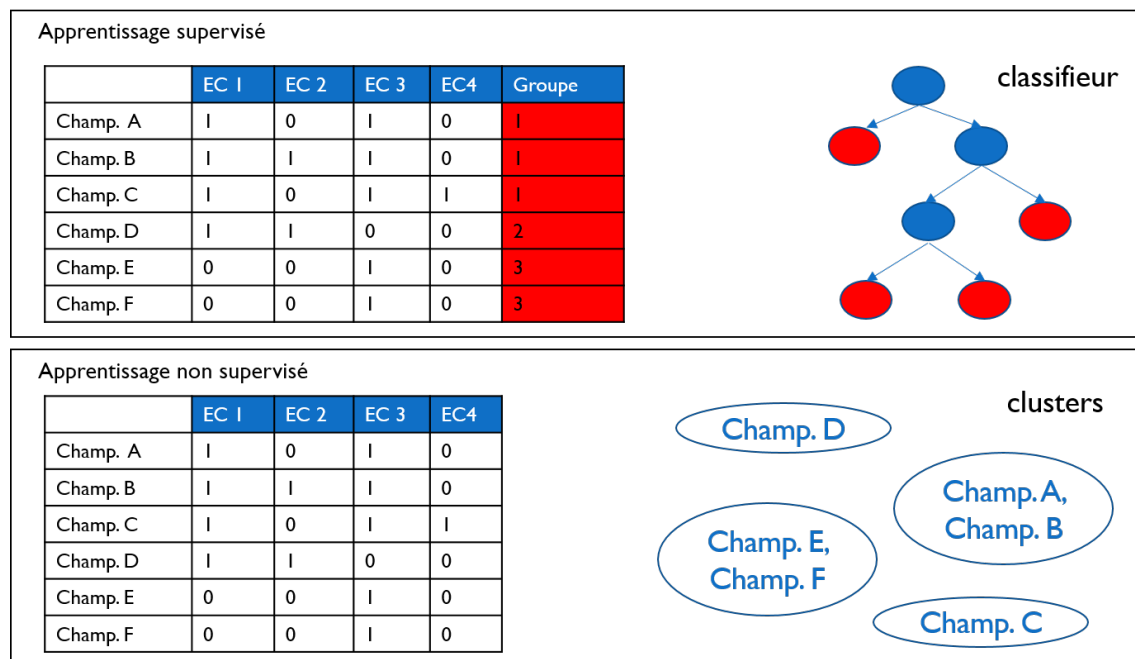 Apprentissage supervisé
EC 1 EC 2 EC 3 EC4 Groupe
Champ. A 1 0 1 0 1
Champ. B 1 1 1 0 1
Champ. C 1 0 1 1 1
Champ. D 1 1 0 0 2
Champ. E 0 0 1 0 3
Champ. F 0 0 1 0 3
classifieur
Apprentissage non supervisé
EC 1 EC 2 EC 3 EC4
Champ. A 1 0 1 0
Champ. B 1 1 1 0
Champ. C 1 0 1 1
Champ. D 1 1 0 0
Champ. E 0 0 1 0
Champ. F 0 0 1 0
clusters
Champ. D
Champ. A,
Champ. B
Champ. E,
Champ. F
Champ. C